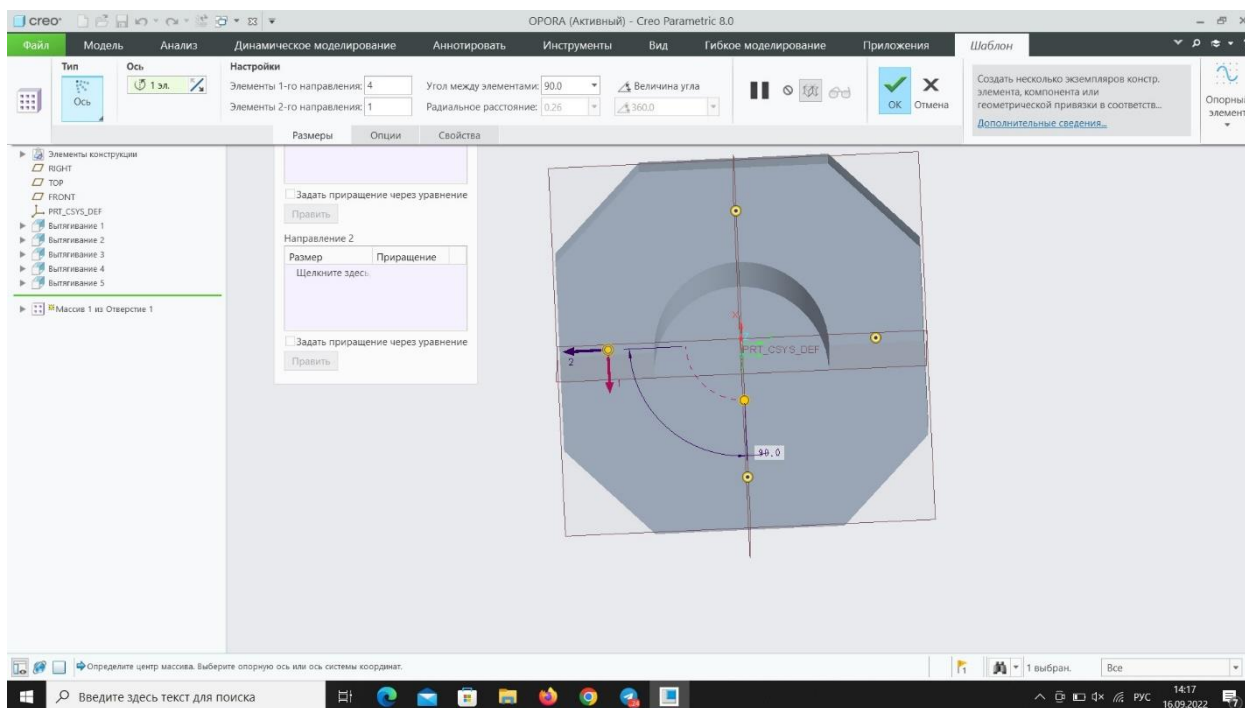 creo·
OPORA (Активный) - Creo Parametric 8.0
Файл Модель Анализ Динамическое моделирование Аннотировать Инструменты Вид Гибкое моделирование Приложения Шаблон
Тип Ось Настройки
Ось
1 эл.
Элементы 1-го направления: 4 Угол между элементами: 90.0 Величина угла
Элементы 2-го направления: 1 Радиальное расстояние: 0.26 360.0
ОК Отмена
Создать несколько экземпляров констр.
элемента, компонента или
геометрической привязки в соответств...
Дополнительные сведения...
Опорный
элемент
Размеры Опции Свойства
Элементы конструкции
RIGHT
TOP
FRONT
PRT_CSYS_DEF
Вытягивание 1
Вытягивание 2
Вытягивание 3
Вытягивание 4
Вытягивание 5
Массив 1 из Отверстие 1
Задать приращение через уравнение
Править
Направление 2
Размер Приращение
Щелкните здесь
Задать приращение через уравнение
Править
X
PRT_CSYS_DEF
2
1
90.0
Определите центр массива. Выберите опорную ось или ось системы координат.
1
1 выбран.
Все
Введите здесь текст для поиска
РУС
14:17
16.09.2022
7